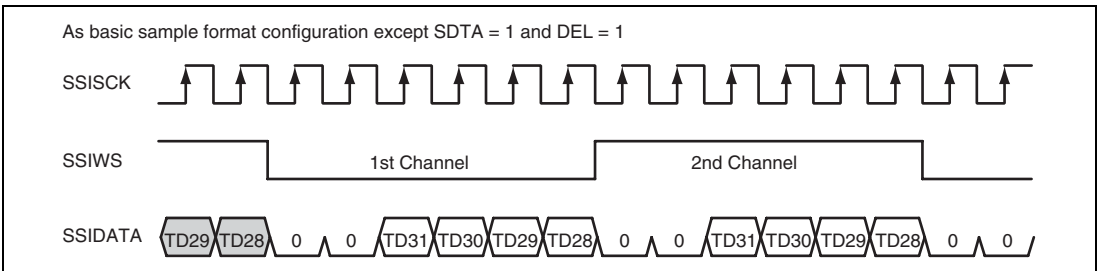 As basic sample format configuration except SDTA = 1 and DEL = 1
SSISCK
SSIWS 1st Channel 2nd Channel
SSIDATA TD29 TD28 0 0 TD31 TD30 TD29 TD28 0 0 TD31 TD30 TD29 TD28 0 0